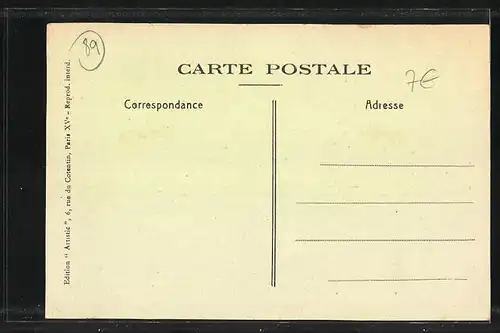 89
CARTE POSTALE
7€
Correspondance
Adresse
Edition " Artistic ", 6, rue du Cotentin, Paris XVe - Reprod. interd.